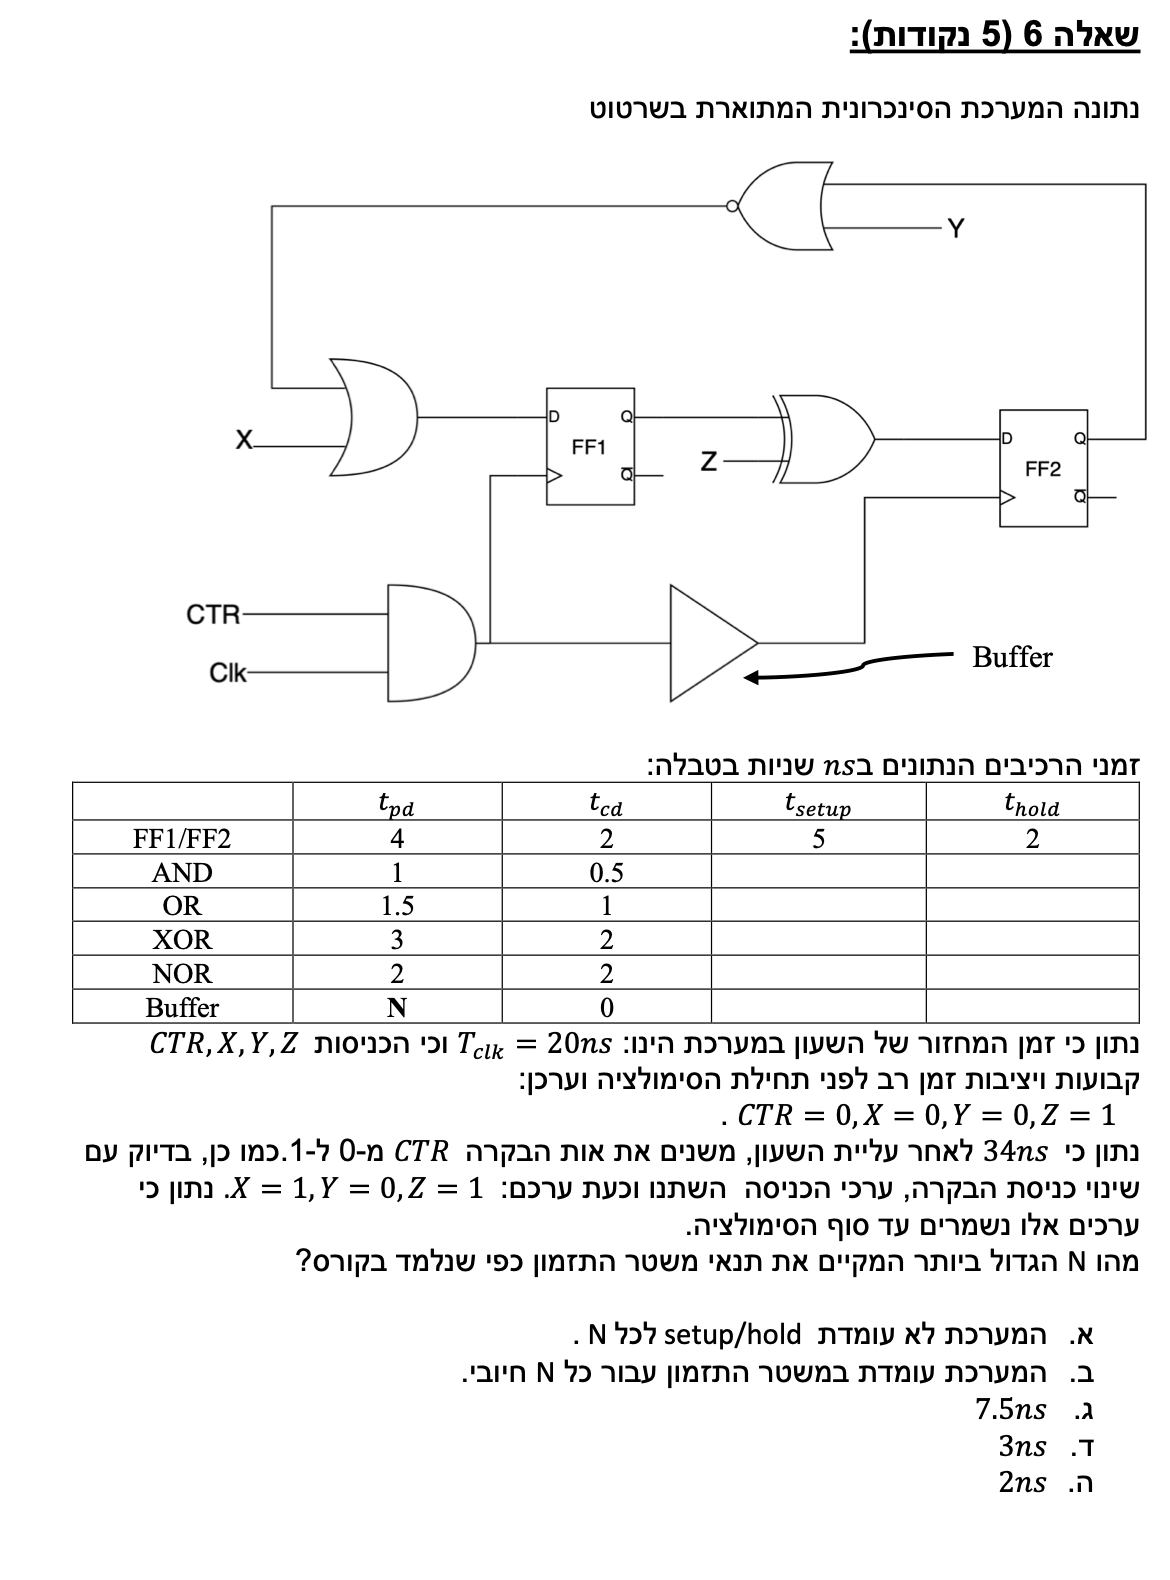 שאלה 6 (5 נקודות):
נתונה המערכת הסינכרונית המתוארת בשרטוט
Y
X
D Q
FF1
Q
Z
D Q
FF2
Q
CTR
Clk
Buffer
זמני הרכיבים הנתונים בns שניות בטבלה:
t_pd t_cd t_setup t_hold
FF1/FF2 4 2 5 2
AND 1 0.5
OR 1.5 1
XOR 3 2
NOR 2 2
Buffer N 0
נתון כי זמן המחזור של השעון במערכת הינו: T_clk = 20ns וכי הכניסות CTR, X, Y, Z
קבועות ויציבות זמן רב לפני תחילת הסימולציה וערכן:
CTR = 0, X = 0, Y = 0, Z = 1 .
נתון כי 34ns לאחר עליית השעון, משנים את אות הבקרה CTR מ-0 ל-1.כמו כן, בדיוק עם
שינוי כניסת הבקרה, ערכי הכניסה השתנו וכעת ערכם: X = 1, Y = 0, Z = 1. נתון כי
ערכים אלו נשמרים עד סוף הסימולציה.
מהו N הגדול ביותר המקיים את תנאי משטר התזמון כפי שנלמד בקורס?
א. המערכת לא עומדת setup/hold לכל N .
ב. המערכת עומדת במשטר התזמון עבור כל N חיובי.
ג. 7.5ns
ד. 3ns
ה. 2ns